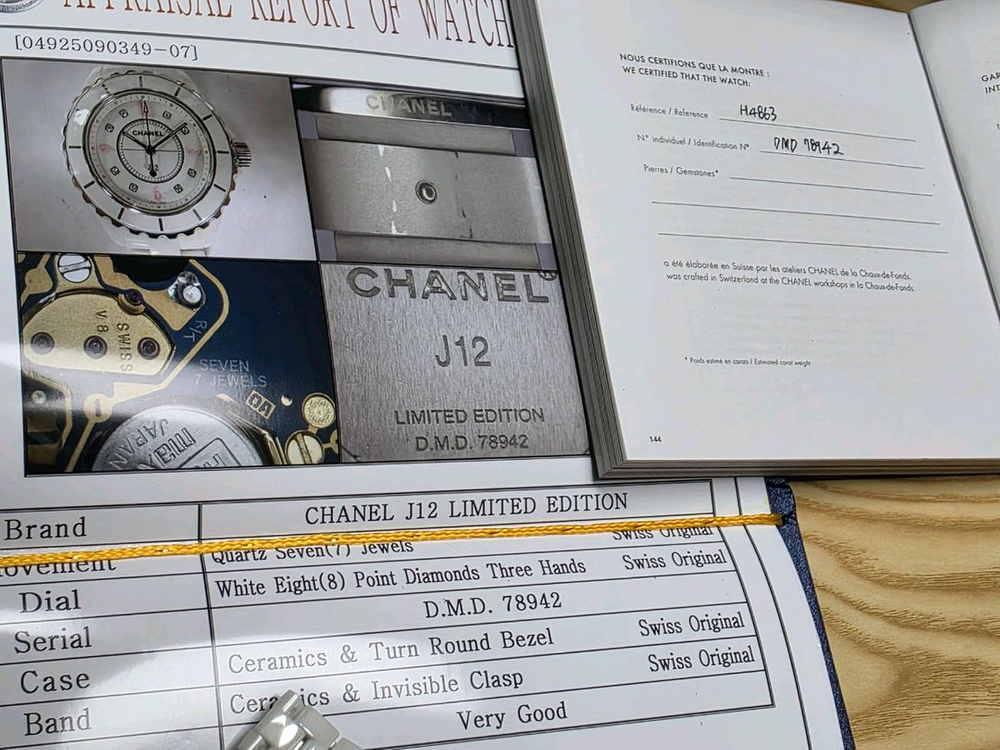 APPRAISAL REPORT OF WATCH
[04925090349-07]
CHANEL
CHANEL
V8
SWISS
R/T
SEVEN
7 JEWELS
JAPAN
CHANEL®
J12
LIMITED EDITION
D.M.D. 78942
Brand CHANEL J12 LIMITED EDITION
Movement Quartz Seven(7) Jewels Swiss Original
Dial White Eight(8) Point Diamonds Three Hands Swiss Original
Serial D.M.D. 78942
Case Ceramics & Turn Round Bezel Swiss Original
Band Ceramics & Invisible Clasp Swiss Original
Very Good
NOUS CERTIFIONS QUE LA MONTRE :
WE CERTIFIED THAT THE WATCH:
Référence / Reference H4863
N° Individuel / Identification N° DMD 78942
Pierres / Gemstones*
a été élaborée en Suisse par les ateliers CHANEL de la Chaux-de-Fonds.
was crafted in Switzerland at the CHANEL workshops in la Chaux-de-Fonds.
* Poids estimé en carats / Estimated carat weight
144
GAR
INT